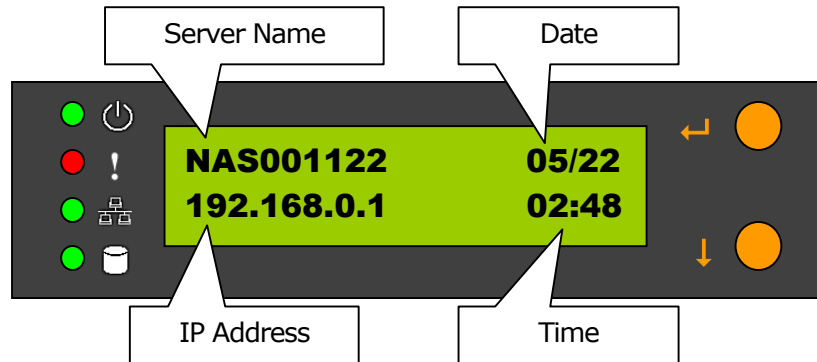 Server Name
Date
!
NAS001122 05/22
192.168.0.1 02:48
IP Address
Time